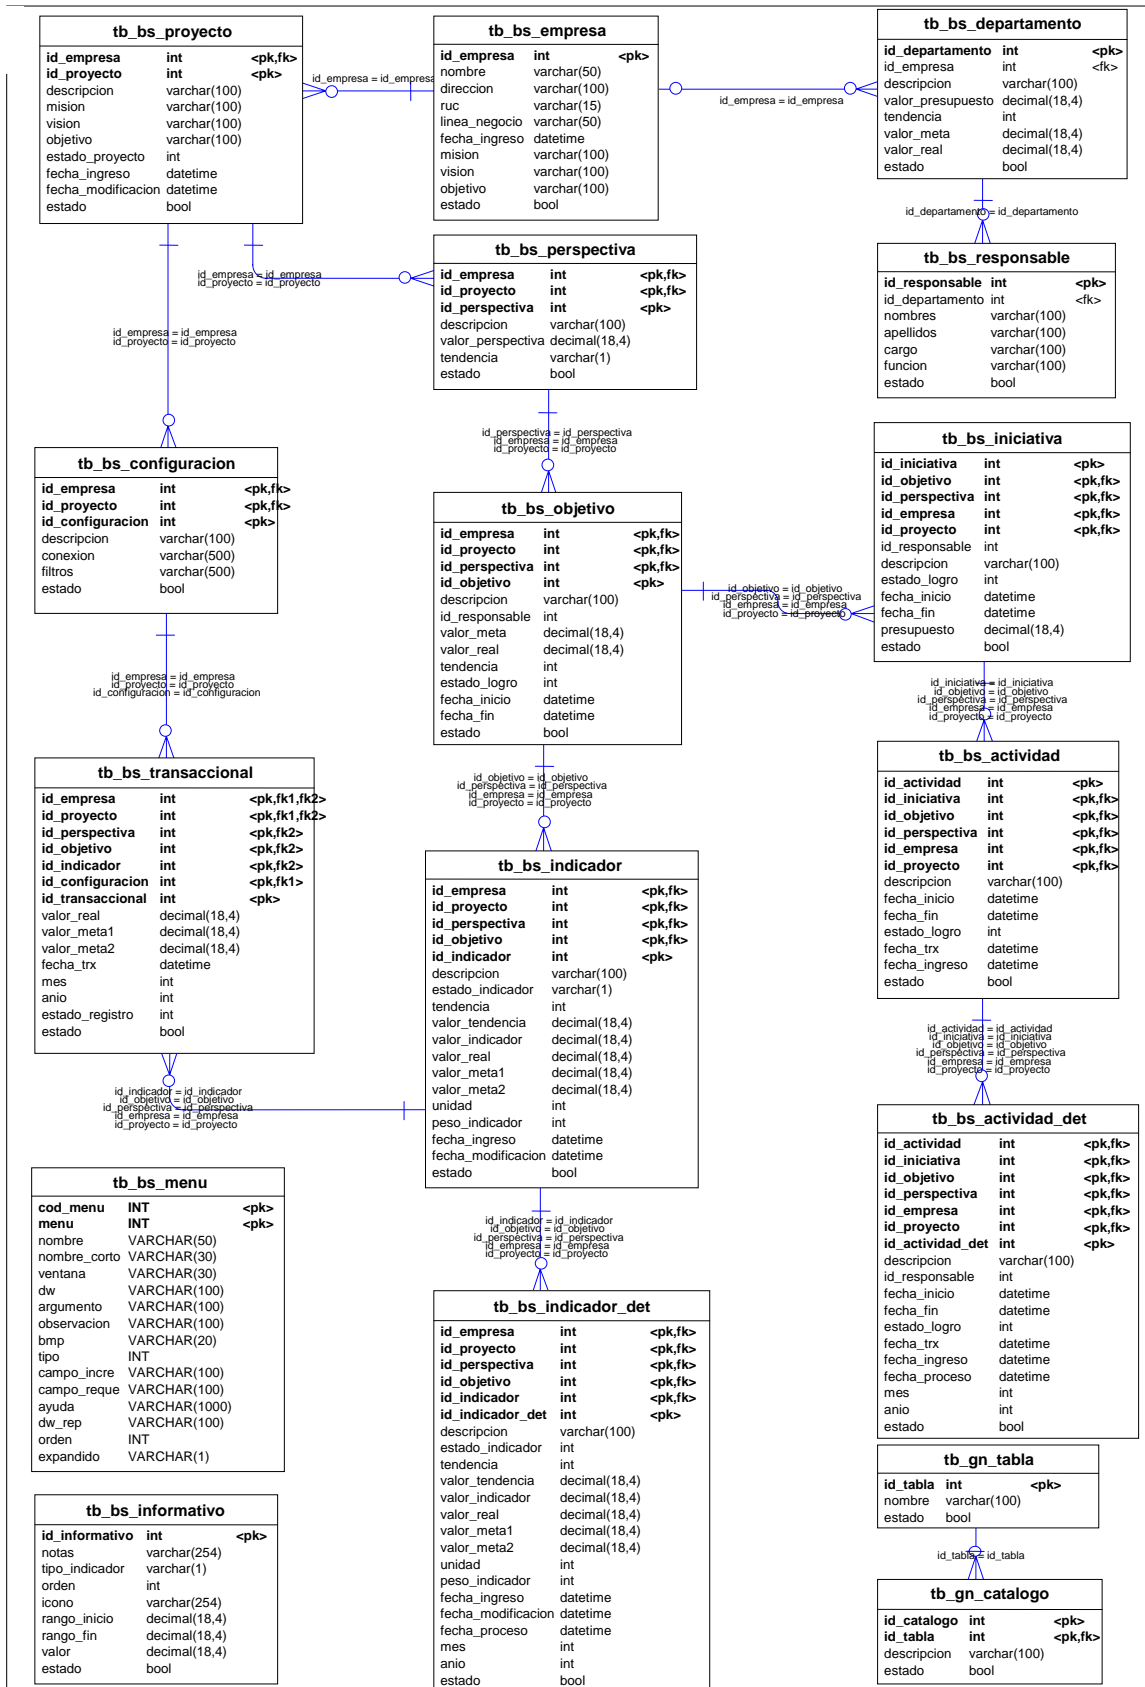 tb_bs_proyecto
id_empresa int <pk,fk>
id_proyecto int <pk>
descripcion varchar(100)
mision varchar(100)
vision varchar(100)
objetivo varchar(100)
estado_proyecto int
fecha_ingreso datetime
fecha_modificacion datetime
estado bool
id_empresa = id_empresa
tb_bs_empresa
id_empresa int <pk>
nombre varchar(50)
direccion varchar(100)
ruc varchar(15)
linea_negocio varchar(50)
fecha_ingreso datetime
mision varchar(100)
vision varchar(100)
objetivo varchar(100)
estado bool
id_empresa = id_empresa
tb_bs_departamento
id_departamento int <pk>
id_empresa int <fk>
descripcion varchar(100)
valor_presupuesto decimal(18,4)
tendencia int
valor_meta decimal(18,4)
valor_real decimal(18,4)
estado bool
id_departamento = id_departamento
tb_bs_responsable
id_responsable int <pk>
id_departamento int <fk>
nombres varchar(100)
apellidos varchar(100)
cargo varchar(100)
funcion varchar(100)
estado bool
id_empresa = id_empresa
id_proyecto = id_proyecto
tb_bs_perspectiva
id_empresa int <pk,fk>
id_proyecto int <pk,fk>
id_perspectiva int <pk>
descripcion varchar(100)
valor_perspectiva decimal(18,4)
tendencia varchar(1)
estado bool
id_empresa = id_empresa
id_proyecto = id_proyecto
id_perspectiva = id_perspectiva
id_empresa = id_empresa
id_proyecto = id_proyecto
tb_bs_configuracion
id_empresa int <pk,fk>
id_proyecto int <pk,fk>
id_configuracion int <pk>
descripcion varchar(100)
conexion varchar(500)
filtros varchar(500)
estado bool
id_empresa = id_empresa
id_proyecto = id_proyecto
id_configuracion = id_configuracion
tb_bs_objetivo
id_empresa int <pk,fk>
id_proyecto int <pk,fk>
id_perspectiva int <pk,fk>
id_objetivo int <pk>
descripcion varchar(100)
id_responsable int
valor_meta decimal(18,4)
valor_real decimal(18,4)
tendencia int
estado_logro int
fecha_inicio datetime
fecha_fin datetime
estado bool
id_objetivo = id_objetivo
id_perspectiva = id_perspectiva
id_empresa = id_empresa
id_proyecto = id_proyecto
tb_bs_iniciativa
id_iniciativa int <pk>
id_objetivo int <pk,fk>
id_perspectiva int <pk,fk>
id_empresa int <pk,fk>
id_proyecto int <pk,fk>
id_responsable int
descripcion varchar(100)
estado_logro int
fecha_inicio datetime
fecha_fin datetime
presupuesto decimal(18,4)
estado bool
id_iniciativa = id_iniciativa
id_objetivo = id_objetivo
id_perspectiva = id_perspectiva
id_empresa = id_empresa
id_proyecto = id_proyecto
tb_bs_transaccional
id_empresa int <pk,fk1,fk2>
id_proyecto int <pk,fk1,fk2>
id_perspectiva int <pk,fk2>
id_objetivo int <pk,fk2>
id_indicador int <pk,fk2>
id_configuracion int <pk,fk1>
id_transaccional int <pk>
valor_real decimal(18,4)
valor_meta1 decimal(18,4)
valor_meta2 decimal(18,4)
fecha_trx datetime
mes int
anio int
estado_registro int
estado bool
id_indicador = id_indicador
id_objetivo = id_objetivo
id_perspectiva = id_perspectiva
id_empresa = id_empresa
id_proyecto = id_proyecto
id_objetivo = id_objetivo
id_perspectiva = id_perspectiva
id_empresa = id_empresa
id_proyecto = id_proyecto
tb_bs_indicador
id_empresa int <pk,fk>
id_proyecto int <pk,fk>
id_perspectiva int <pk,fk>
id_objetivo int <pk,fk>
id_indicador int <pk>
descripcion varchar(100)
estado_indicador varchar(1)
tendencia int
valor_tendencia decimal(18,4)
valor_indicador decimal(18,4)
valor_real decimal(18,4)
valor_meta1 decimal(18,4)
valor_meta2 decimal(18,4)
unidad int
peso_indicador int
fecha_ingreso datetime
fecha_modificacion datetime
estado bool
tb_bs_actividad
id_actividad int <pk>
id_iniciativa int <pk,fk>
id_objetivo int <pk,fk>
id_perspectiva int <pk,fk>
id_empresa int <pk,fk>
id_proyecto int <pk,fk>
descripcion varchar(100)
fecha_inicio datetime
fecha_fin datetime
estado_logro int
fecha_trx datetime
fecha_ingreso datetime
estado bool
id_actividad = id_actividad
id_iniciativa = id_iniciativa
id_objetivo = id_objetivo
id_perspectiva = id_perspectiva
id_empresa = id_empresa
id_proyecto = id_proyecto
tb_bs_menu
cod_menu INT <pk>
menu INT <pk>
nombre VARCHAR(50)
nombre_corto VARCHAR(30)
ventana VARCHAR(30)
dw VARCHAR(100)
argumento VARCHAR(100)
observacion VARCHAR(100)
bmp VARCHAR(20)
tipo INT
campo_incre VARCHAR(100)
campo_reque VARCHAR(100)
ayuda VARCHAR(1000)
dw_rep VARCHAR(100)
orden INT
expandido VARCHAR(1)
id_indicador = id_indicador
id_objetivo = id_objetivo
id_perspectiva = id_perspectiva
id_empresa = id_empresa
id_proyecto = id_proyecto
tb_bs_indicador_det
id_empresa int <pk,fk>
id_proyecto int <pk,fk>
id_perspectiva int <pk,fk>
id_objetivo int <pk,fk>
id_indicador int <pk,fk>
id_indicador_det int <pk>
descripcion varchar(100)
estado_indicador int
tendencia int
valor_tendencia decimal(18,4)
valor_indicador decimal(18,4)
valor_real decimal(18,4)
valor_meta1 decimal(18,4)
valor_meta2 decimal(18,4)
unidad int
peso_indicador int
fecha_ingreso datetime
fecha_modificacion datetime
fecha_proceso datetime
mes int
anio int
estado bool
tb_bs_actividad_det
id_actividad int <pk,fk>
id_iniciativa int <pk,fk>
id_objetivo int <pk,fk>
id_perspectiva int <pk,fk>
id_empresa int <pk,fk>
id_proyecto int <pk,fk>
id_actividad_det int <pk>
descripcion varchar(100)
id_responsable int
fecha_inicio datetime
fecha_fin datetime
estado_logro int
fecha_trx datetime
fecha_ingreso datetime
fecha_proceso datetime
mes int
anio int
estado bool
tb_bs_informativo
id_informativo int <pk>
notas varchar(254)
tipo_indicador varchar(1)
orden int
icono varchar(254)
rango_inicio decimal(18,4)
rango_fin decimal(18,4)
valor decimal(18,4)
estado bool
tb_gn_tabla
id_tabla int <pk>
nombre varchar(100)
estado bool
id_tabla = id_tabla
tb_gn_catalogo
id_catalogo int <pk>
id_tabla int <pk,fk>
descripcion varchar(100)
estado bool